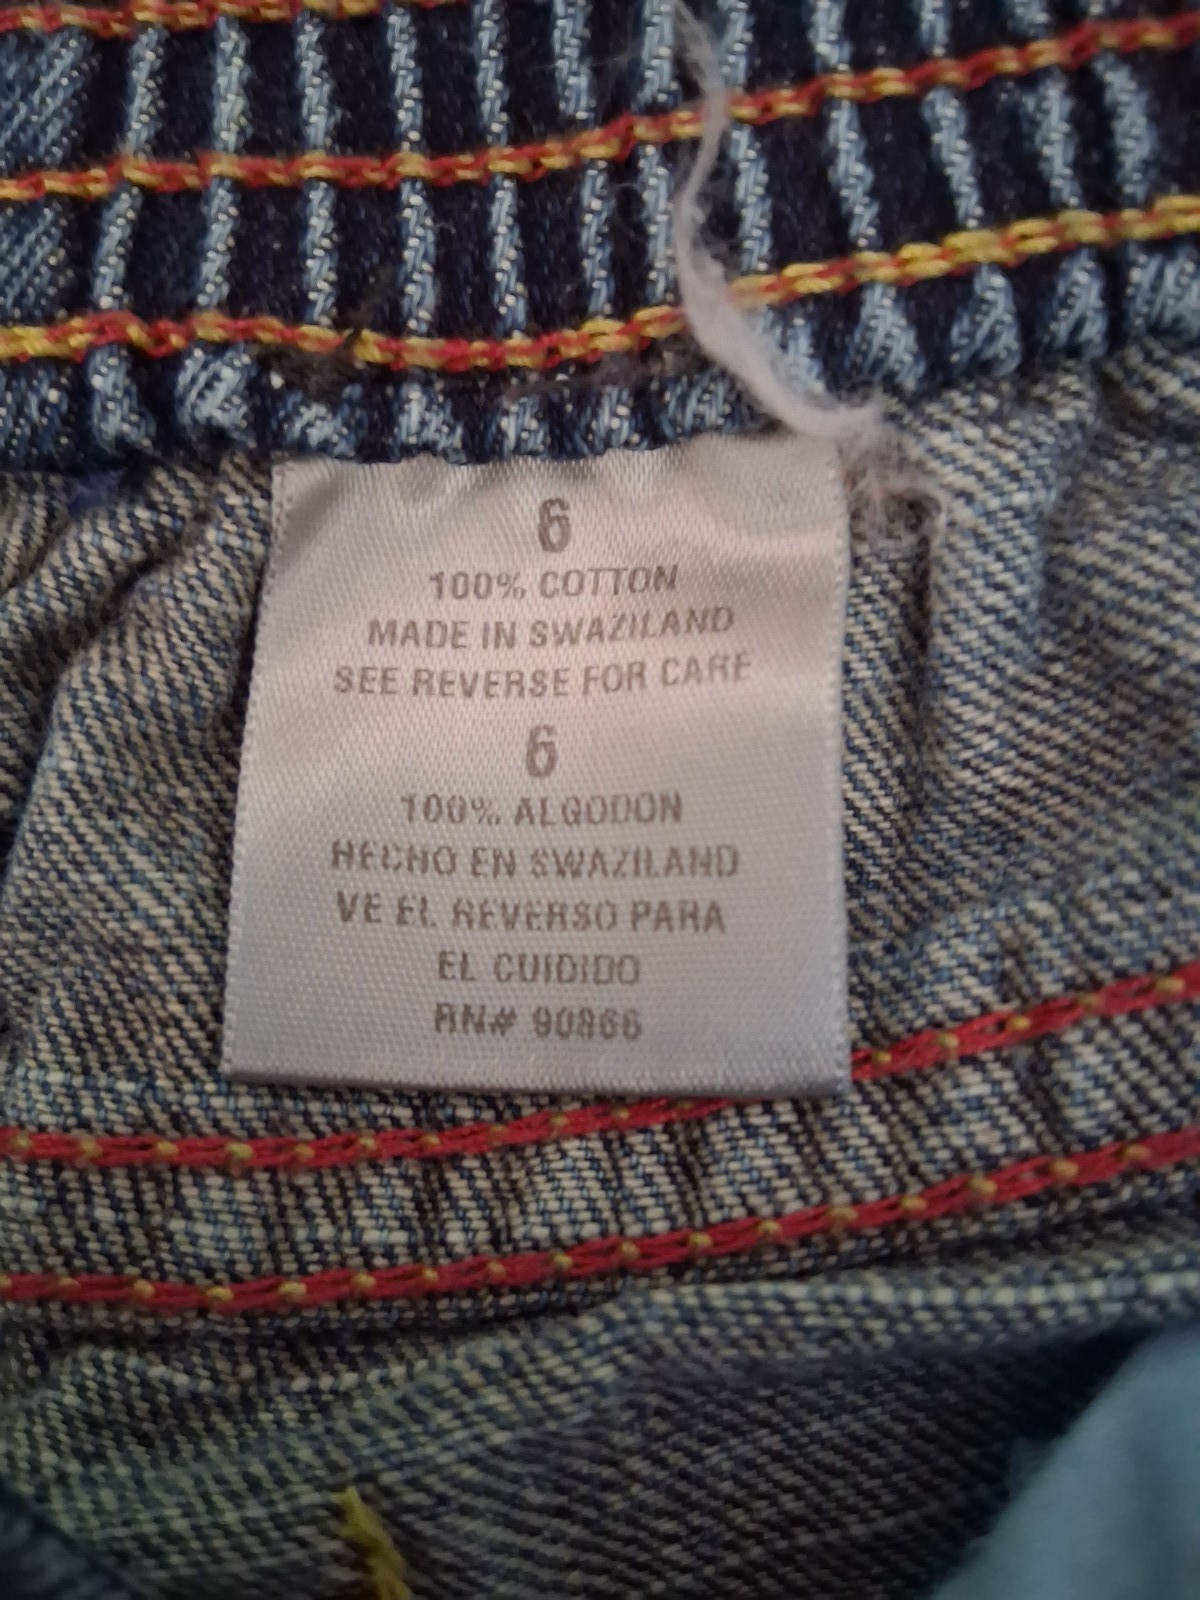 6
100% COTTON
MADE IN SWAZILAND
SEE REVERSE FOR CARE
6
100% ALGODON
HECHO EN SWAZILAND
VE EL REVERSO PARA
EL CUIDIDO
RN# 90866